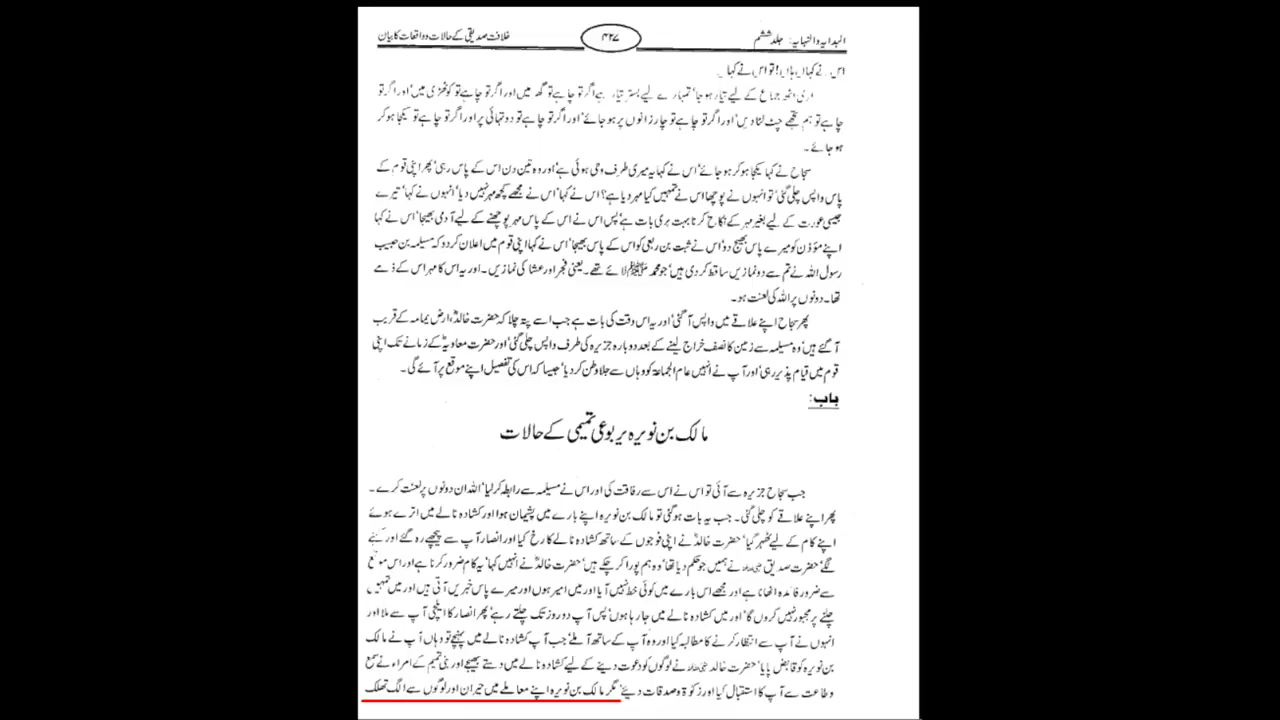 البدایہ والنہایہ: جلد ششم
۴۲۷
خلافت صدیقی کے حالات و واقعات کا بیان
اس نے کہا ہاں! تو اس نے کہا
اری اٹھ جماع کے لیے تیار ہو جا' تمہارے لیے بستر تیار ہے اگر تو چاہے تو گھر میں اور اگر تو چاہے تو کوٹھڑی میں' اور اگر تو
چاہے تو ہم تجھے چت لٹا دیں' اور اگر تو چاہے تو چار زانوں پر ہو جائے' اور اگر تو چاہے تو دو تہائی پر اور اگر تو چاہے تو یکجا ہو کر
ہو جائے۔
سجاح نے کہا یکجا ہو کر ہو جائے' اس نے کہا یہ میری طرف وحی ہوئی ہے' اور وہ تین دن اس کے پاس رہی' پھر اپنی قوم کے
پاس واپس چلی گئی' تو انہوں نے پوچھا اس نے تمہیں کیا مہر دیا ہے؟ اس نے کہا' اس نے مجھے کچھ مہر نہیں دیا' انہوں نے کہا' تیرے
جیسی عورت کے لیے بغیر مہر کے نکاح کرنا بہت بری بات ہے' پس اس نے اس کے پاس مہر پوچھنے کے لیے آدمی بھیجا' اس نے کہا
اپنے مؤذن کو میرے پاس بھیج دو' اس نے شبت بن ربعی کو اس کے پاس بھیجا' اس نے کہا اپنی قوم میں اعلان کر دو کہ مسیلمہ بن حبیب
رسول اللہ نے تم سے دو نمازیں ساقط کر دی ہیں' جو محمد ﷺ لائے تھے۔ یعنی فجر اور عشا کی نمازیں۔ اور یہ اس کا مہر اس کے ذمے
تھا۔ دونوں پر اللہ کی لعنت ہو۔
پھر سجاح اپنے علاقے میں واپس آ گئی' اور یہ اس وقت کی بات ہے جب اسے پتہ چلا کہ حضرت خالدؓ، ارض یمامہ کے قریب
آ گئے ہیں' وہ مسیلمہ سے زمین کا نصف خراج لینے کے بعد دوبارہ جزیرہ کی طرف واپس چلی گئی' اور حضرت معاویہؓ کے زمانے تک اپنی
قوم میں قیام پذیر رہی' اور آپ نے انہیں عام الجماعۃ کو وہاں سے جلا وطن کر دیا' جیسا کہ اس کی تفصیل اپنے موقع پر آئے گی۔
باب:
مالک بن نویرہ یربوعی تمیمی کے حالات
جب سجاح جزیرہ سے آئی تو اس نے اس سے رفاقت کی اور اس نے مسیلمہ سے رابطہ کر لیا' اللہ ان دونوں پر لعنت کرے۔
پھر اپنے علاقے کو چلی گئی۔ جب یہ بات ہو گئی تو مالک بن نویرہ اپنے بارے میں پشیمان ہوا اور کشادہ نالے میں اترے ہوئے
اپنے کام کے لیے ٹھہر گیا' حضرت خالدؓ نے اپنی فوجوں کے ساتھ کشادہ نالے کا رخ کیا اور انصار آپ سے پیچھے رہ گئے اور کہنے
لگے' حضرت صدیق نے ہمیں جو حکم دیا تھا' وہ ہم پورا کر چکے ہیں' حضرت خالدؓ نے انہیں کہا' یہ کام ضرور کرنا ہے اور اس موقع
سے ضرور فائدہ اٹھانا ہے اور مجھے اس بارے میں کوئی خط نہیں آیا اور میں امیر ہوں اور میرے پاس خبریں آتی ہیں اور میں تمہیں
چلنے پر مجبور نہیں کروں گا' اور میں کشادہ نالے میں جا رہا ہوں' پس آپ دو روز تک چلتے رہے' پھر انصار کا ایلچی آپ سے ملا اور
انہوں نے آپ سے انتظار کرنے کا مطالبہ کیا اور وہ آپ کے ساتھ آ ملے' جب آپ کشادہ نالے میں پہنچے تو وہاں آپ نے مالک
بن نویرہ کو قابض پایا' حضرت خالد نے لوگوں کو دعوت دینے کے لیے کشادہ نالے میں دستے بھیجے اور بنی تمیم کے امراء نے سمع
و طاعت سے آپ کا استقبال کیا اور زکوۃ و صدقات دیئے' مگر مالک بن نویرہ اپنے معاملے میں حیران اور لوگوں سے الگ تھلگ